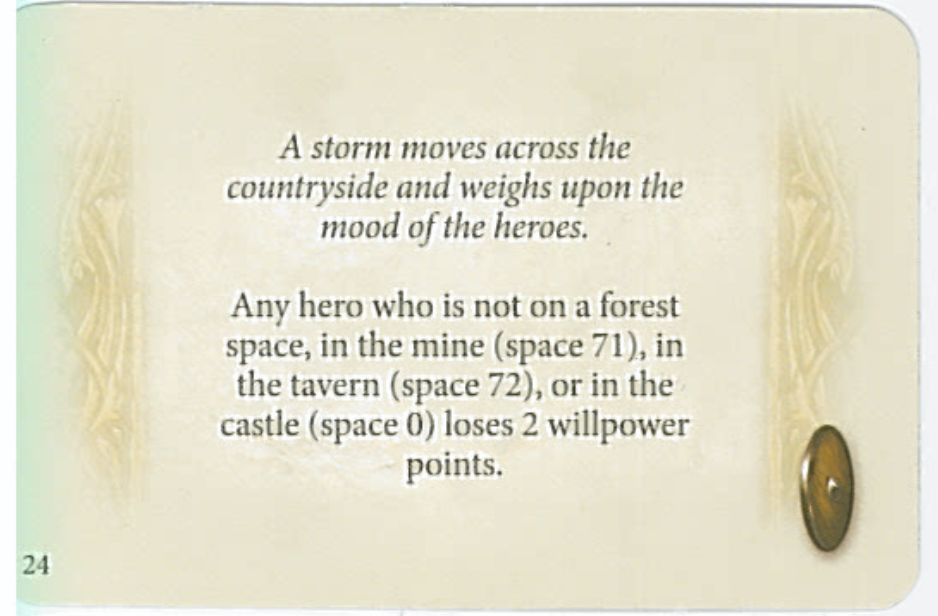 A storm moves across the
countryside and weighs upon the
mood of the heroes.
Any hero who is not on a forest
space, in the mine (space 71), in
the tavern (space 72), or in the
castle (space 0) loses 2 willpower
points.
24